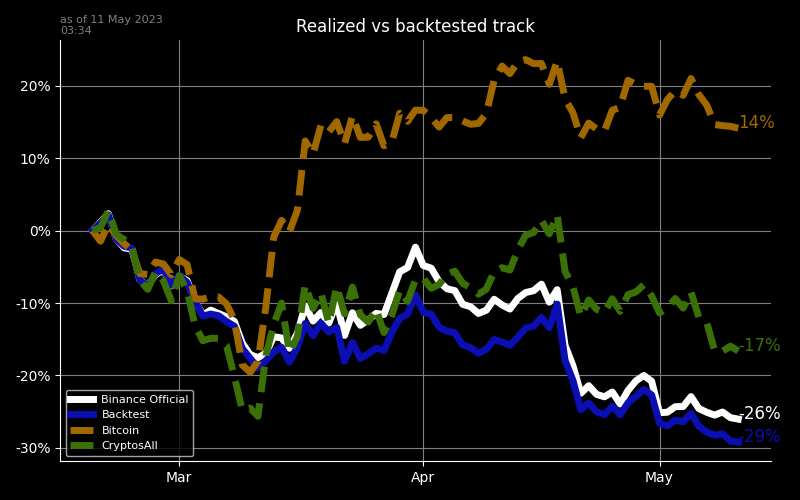 as of 11 May 2023
03:34
Realized vs backtested track
20%
10%
0%
-10%
-20%
-30%
14%
-17%
-26%
-29%
Binance Official
Backtest
Bitcoin
CryptosAll
Mar
Apr
May